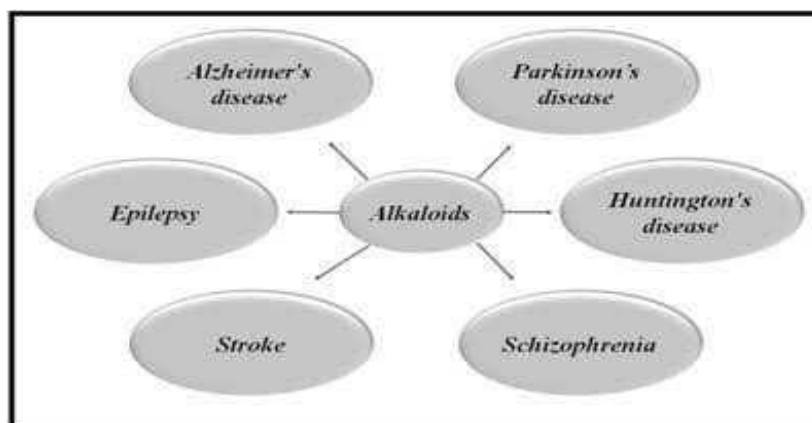 Alzheimer's
disease
Parkinson's
disease
Epilepsy
Alkaloids
Huntington's
disease
Stroke
Schizophrenia